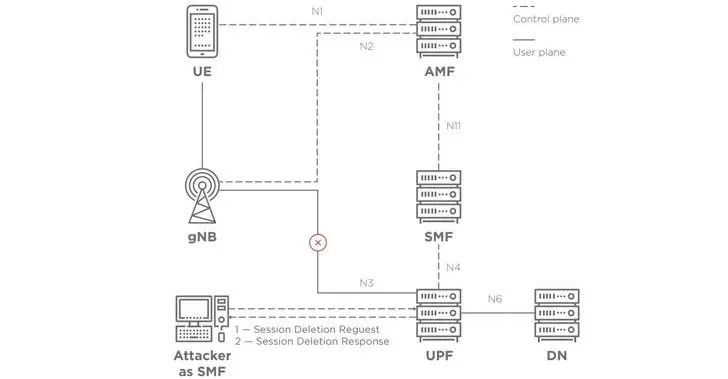 N1
Control plane
N2
User plane
UE
AMF
N11
gNB
SMF
N4
N3
N6
1 — Session Deletion Reguest
2 — Session Deletion Response
Attacker
as SMF
UPF
DN